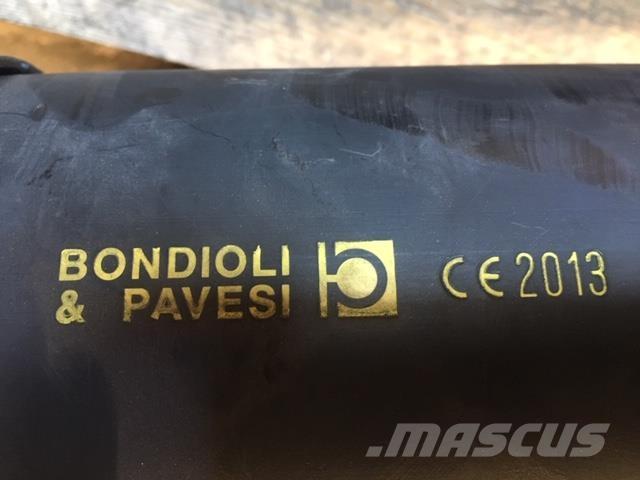 BONDIOLI
& PAVESI
CE 2013
.MASCUS